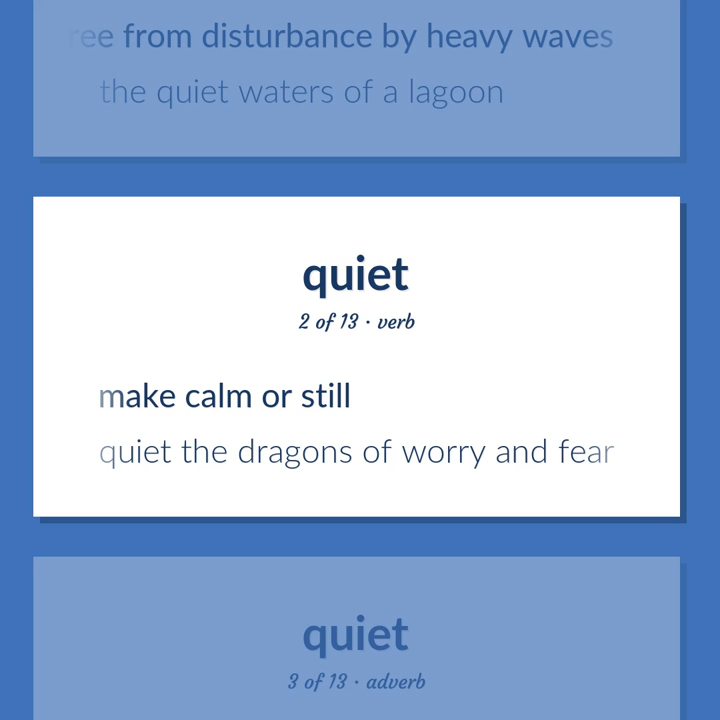 free from disturbance by heavy waves
the quiet waters of a lagoon
quiet
2 of 13 · verb
make calm or still
quiet the dragons of worry and fear
quiet
3 of 13 · adverb